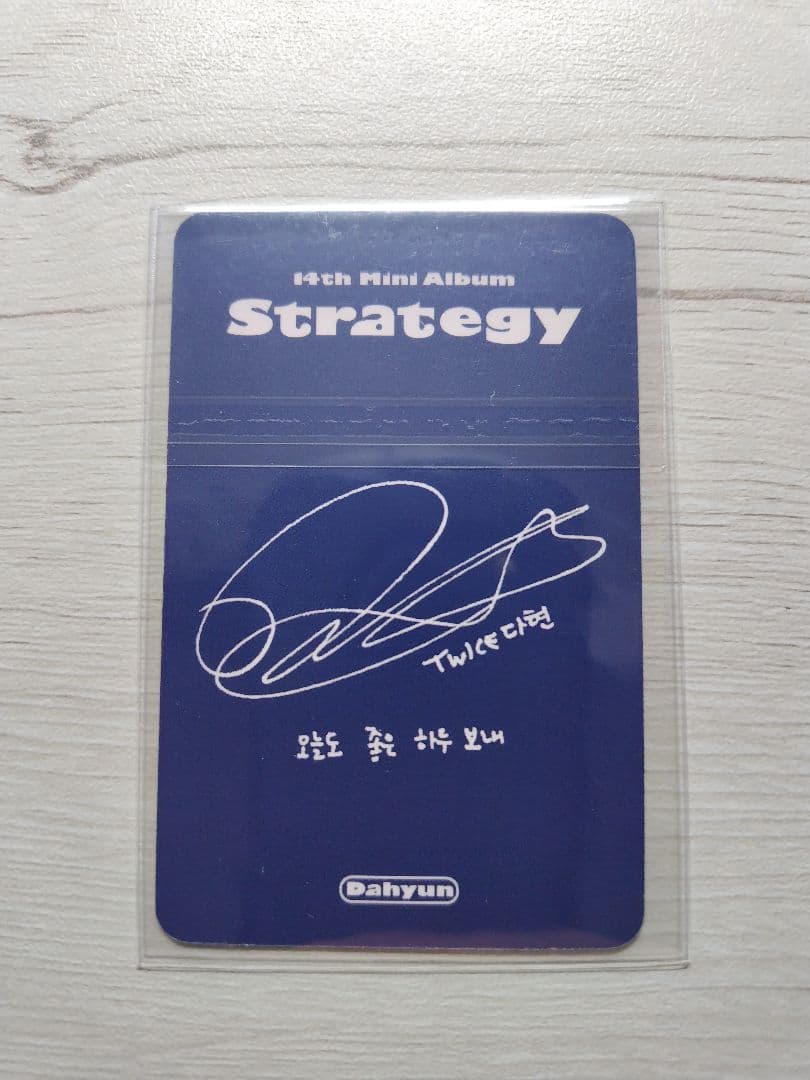 14th Mini Album
Strategy
TWICE 다현
오늘도 좋은 하루 보내
Dahyun